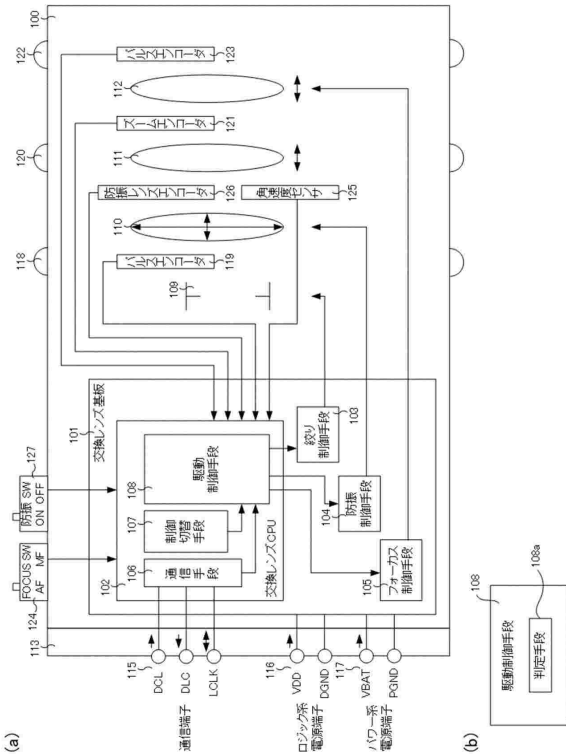 (a)
100
122
120
118
パルスエンコーダ
123
112
ズームエンコーダ
121
111
防振レンズエンコーダ
126
角速度センサ
125
110
パルスエンコーダ
119
109
127
防振 SW
ON OFF
FOCUS SW
AF MF
124
101
交換レンズ基板
102
108
駆動
制御手段
107
制御
切替
手段
106
通信
手段
交換レンズCPU
絞り
制御手段
103
防振
制御手段
104
フォーカス
制御手段
105
113
115
DCL
DLC
LCLK
通信端子
116
VDD
DGND
ロジック系
電源端子
117
VBAT
PGND
パワー系
電源端子
(b)
108
駆動制御手段
判定手段
108a